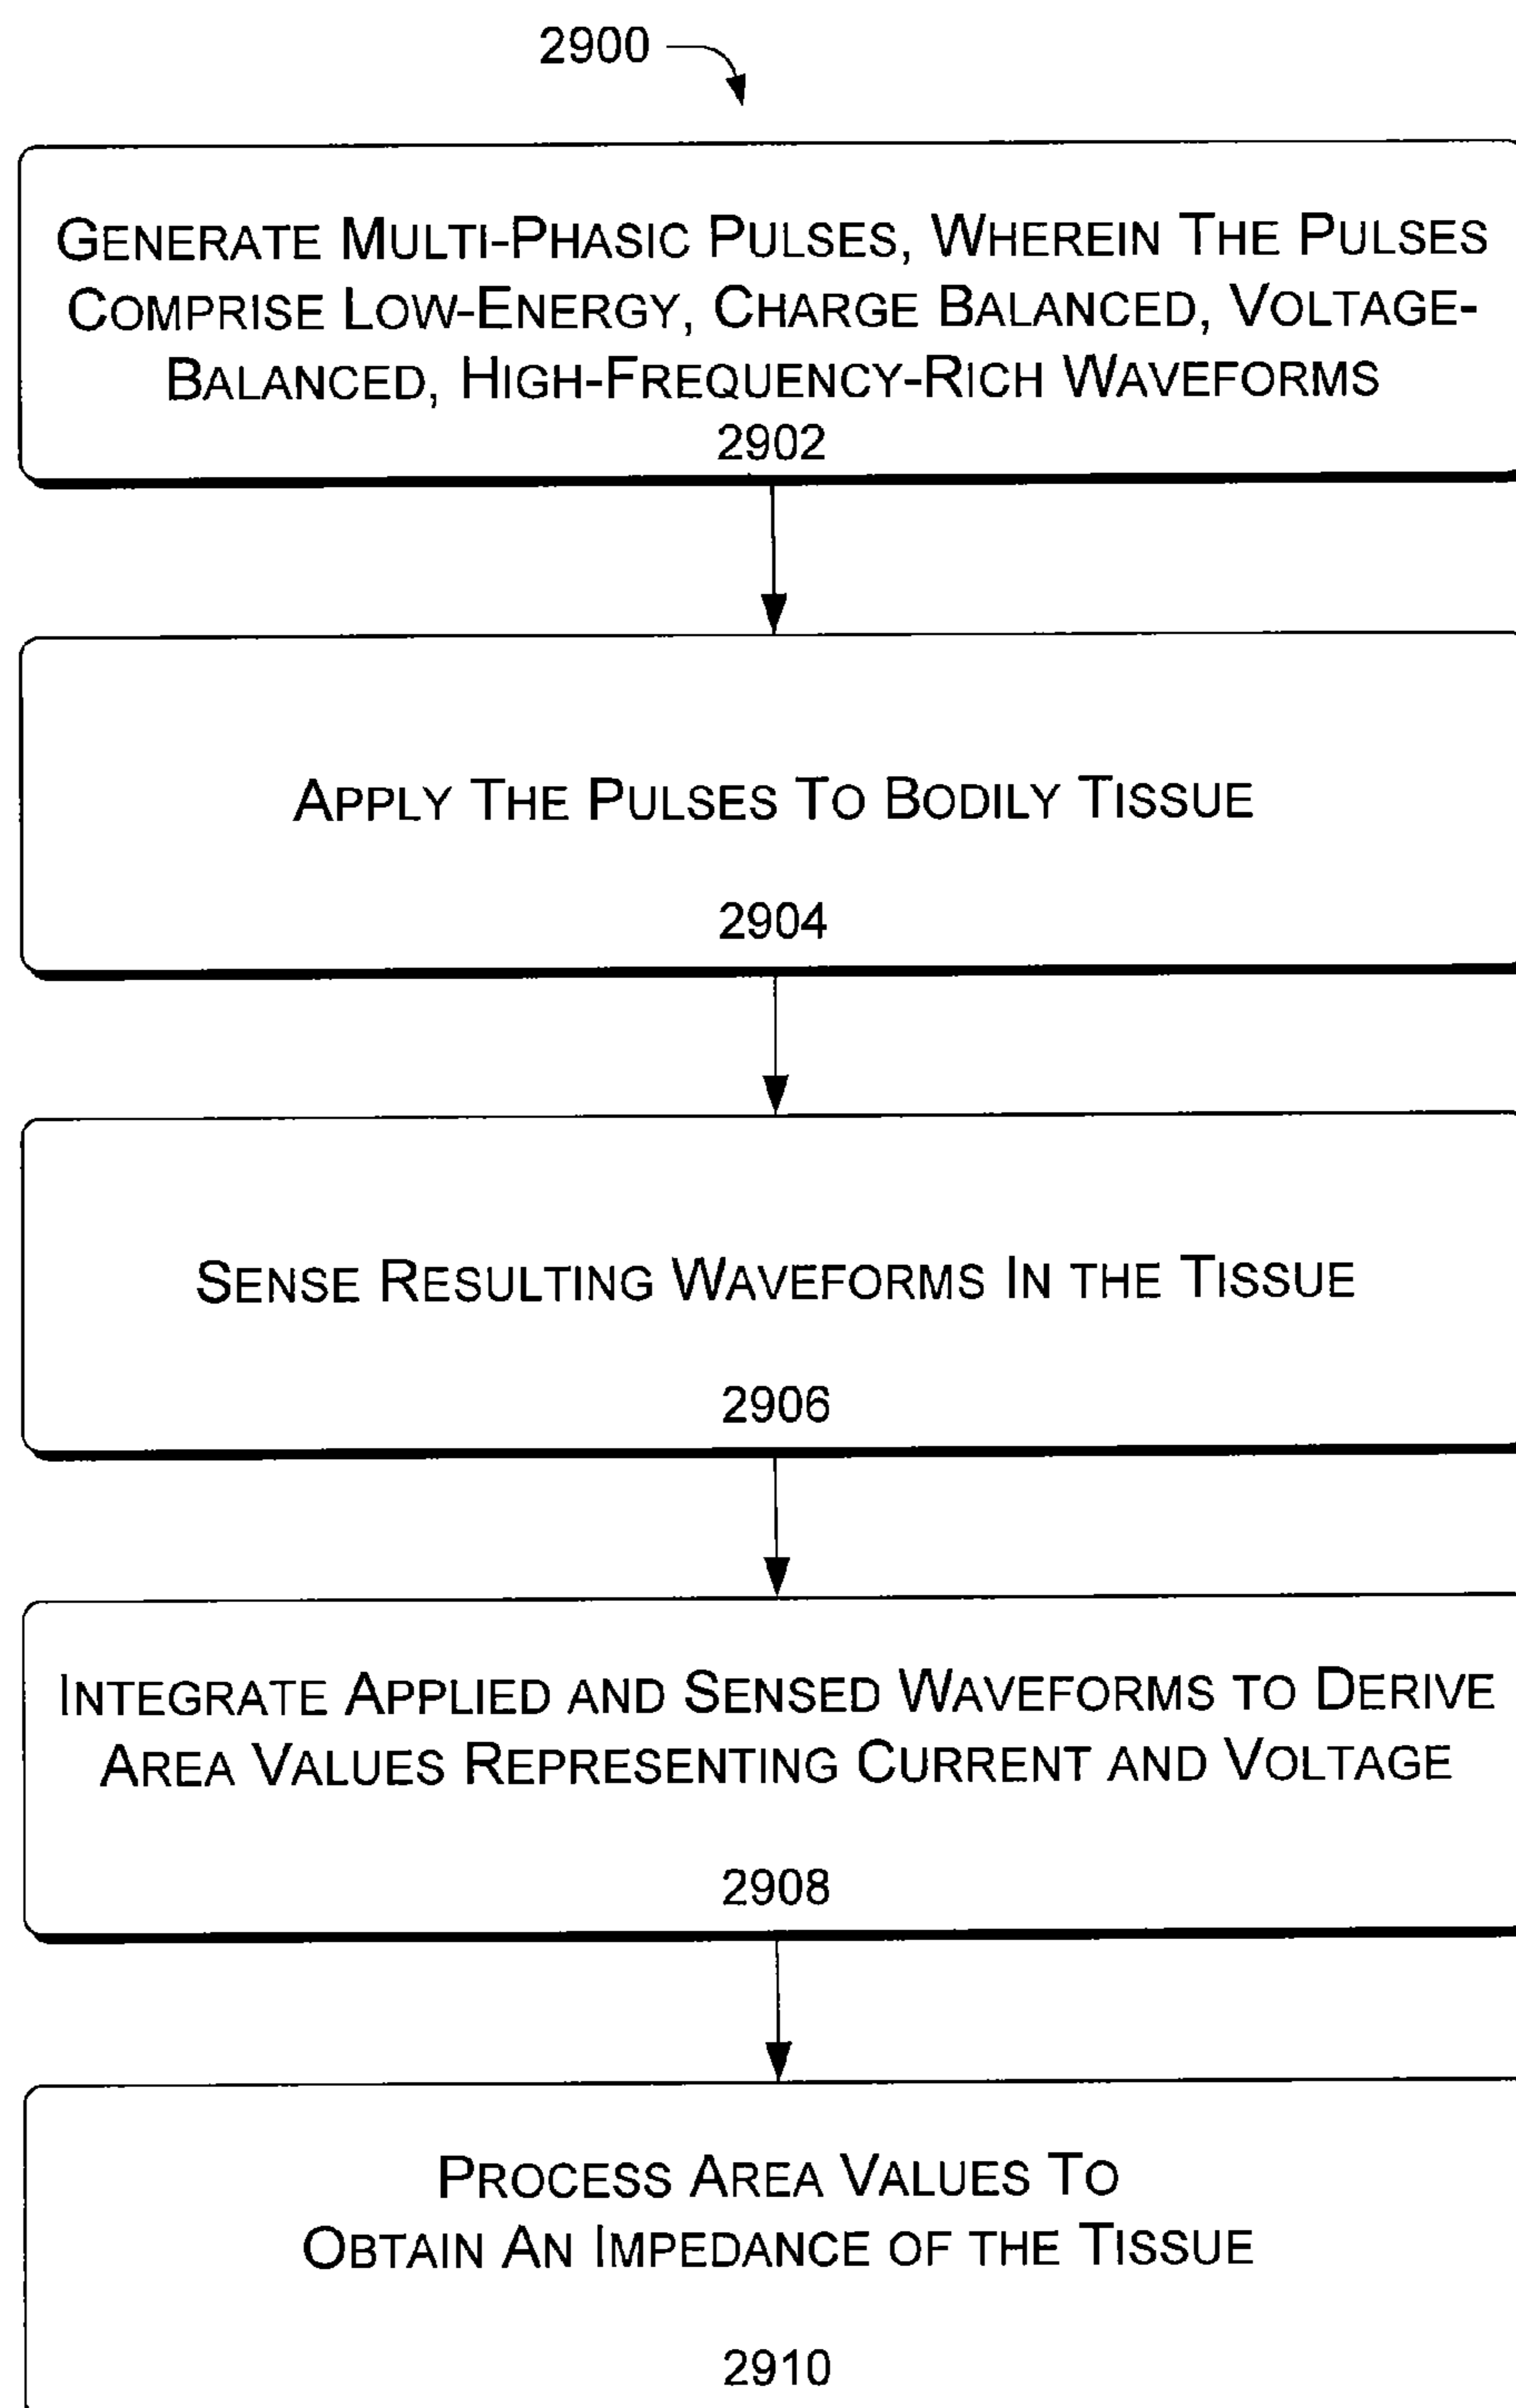 2900
GENERATE MULTI-PHASIC PULSES, WHEREIN THE PULSES
COMPRISE LOW-ENERGY, CHARGE BALANCED, VOLTAGE-
BALANCED, HIGH-FREQUENCY-RICH WAVEFORMS
2902
APPLY THE PULSES TO BODILY TISSUE
2904
SENSE RESULTING WAVEFORMS IN THE TISSUE
2906
INTEGRATE APPLIED AND SENSED WAVEFORMS TO DERIVE
AREA VALUES REPRESENTING CURRENT AND VOLTAGE
2908
PROCESS AREA VALUES TO
OBTAIN AN IMPEDANCE OF THE TISSUE
2910